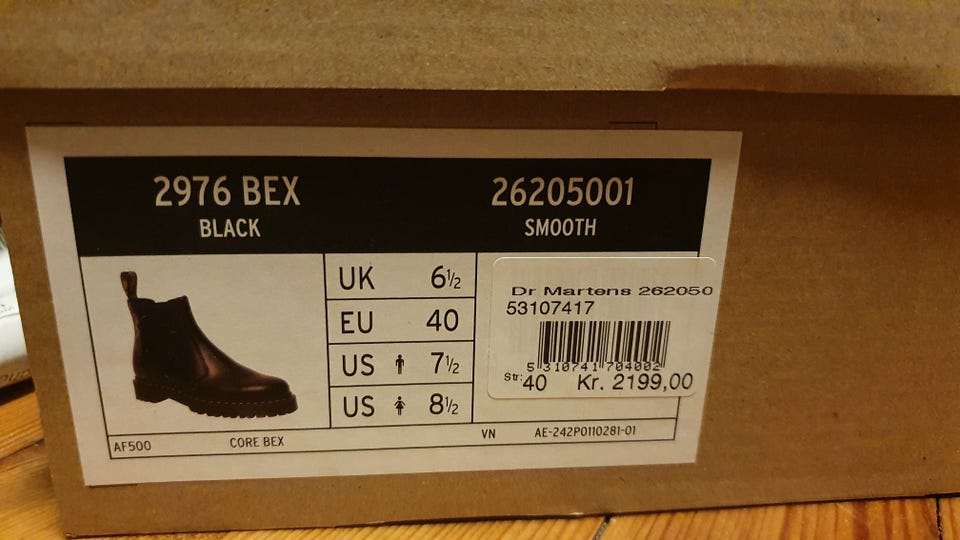 2976 BEX
BLACK
26205001
SMOOTH
UK 6½
EU 40
US 7½
US 8½
Dr Martens 262050
53107417
5 310741 704002
Str: 40 Kr. 2199,00
AF500 CORE BEX VN AE-242P0110281-01